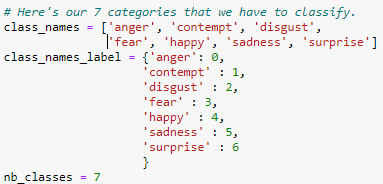 # Here's our 7 categories that we have to classify.
class_names = ['anger', 'contempt', 'disgust',
'fear', 'happy', 'sadness', 'surprise']
class_names_label = {'anger': 0,
'contempt' : 1,
'disgust' : 2,
'fear' : 3,
'happy' : 4,
'sadness' : 5,
'surprise' : 6
}
nb_classes = 7